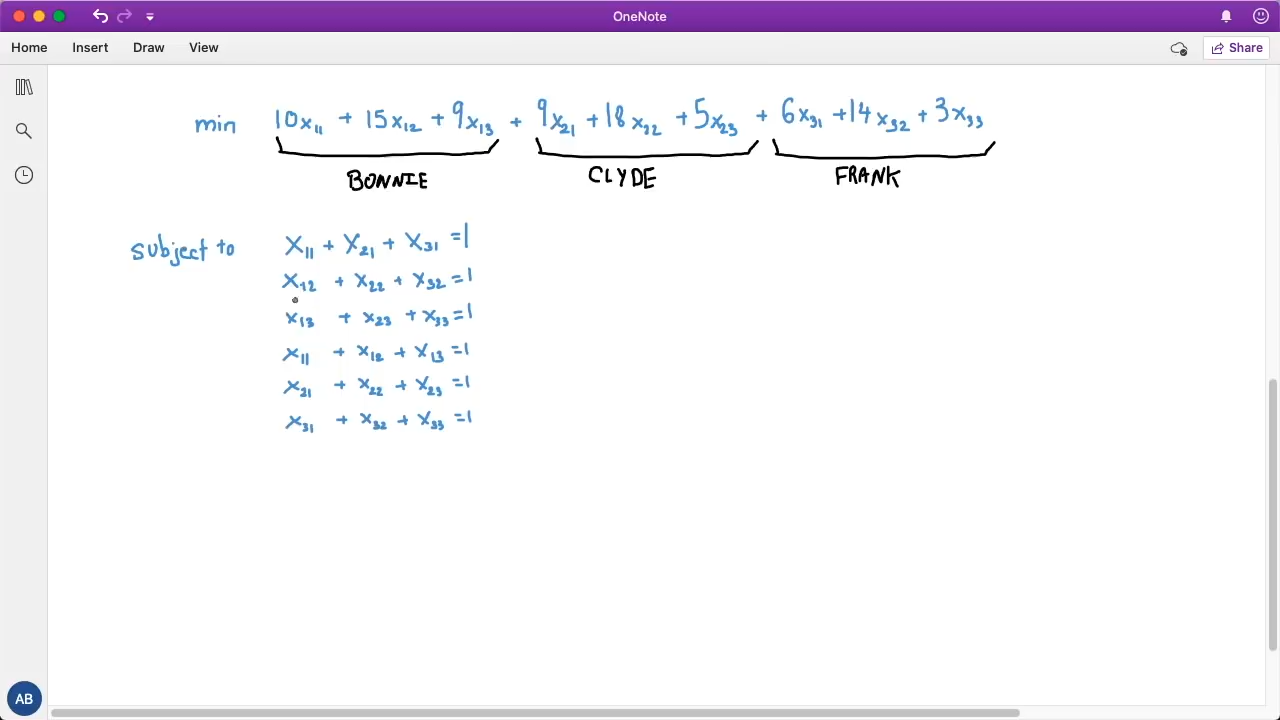 OneNote
Home Insert Draw View Share
min 10x₁₁ + 15x₁₂ + 9x₁₃ + 9x₂₁ + 18x₂₂ + 5x₂₃ + 6x₃₁ + 14x₃₂ + 3x₃₃
BONNIE CLYDE FRANK
subject to x₁₁ + x₂₁ + x₃₁ = 1
x₁₂ + x₂₂ + x₃₂ = 1
x₁₃ + x₂₃ + x₃₃ = 1
x₁₁ + x₁₂ + x₁₃ = 1
x₂₁ + x₂₂ + x₂₃ = 1
x₃₁ + x₃₂ + x₃₃ = 1
AB